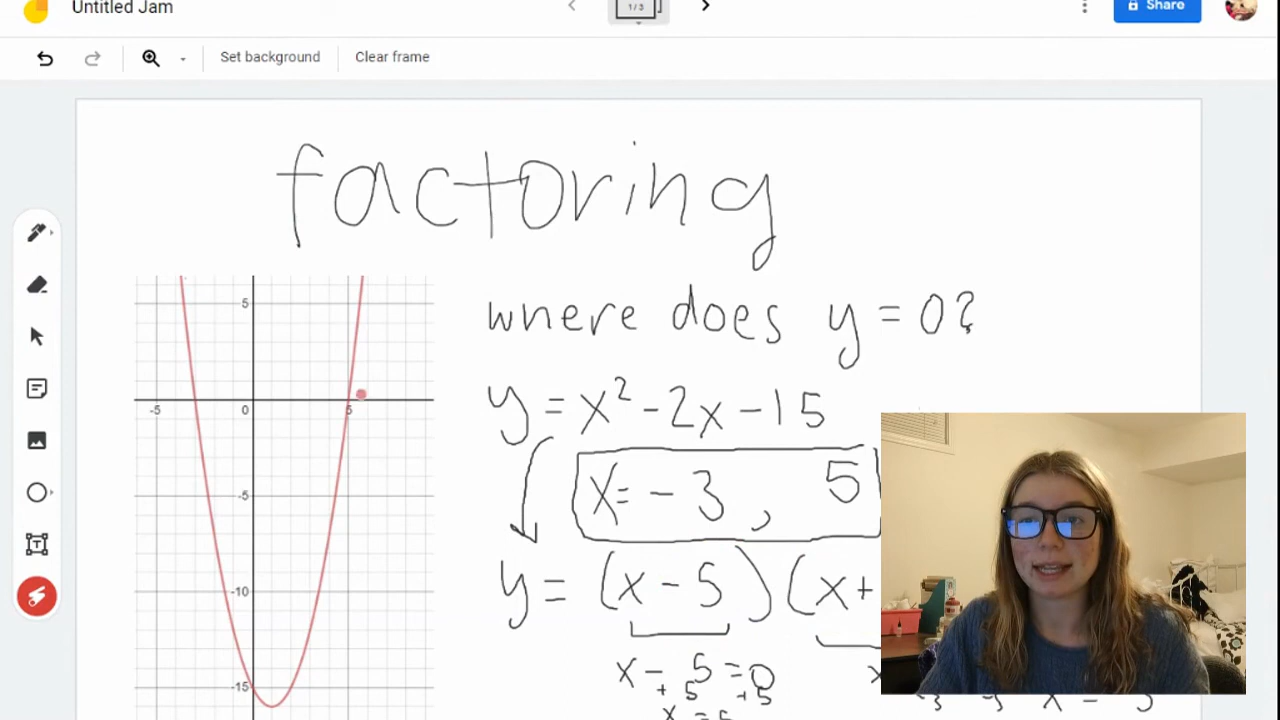 Untitled Jam
1 / 3
Share
Set background
Clear frame
factoring
where does y = 0?
y = x² - 2x - 15
x = - 3 , 5
y = (x - 5) (x +
x - 5 = 0
+ 5 + 5
x = 5
5
-5 0 5
-5
-10
-15